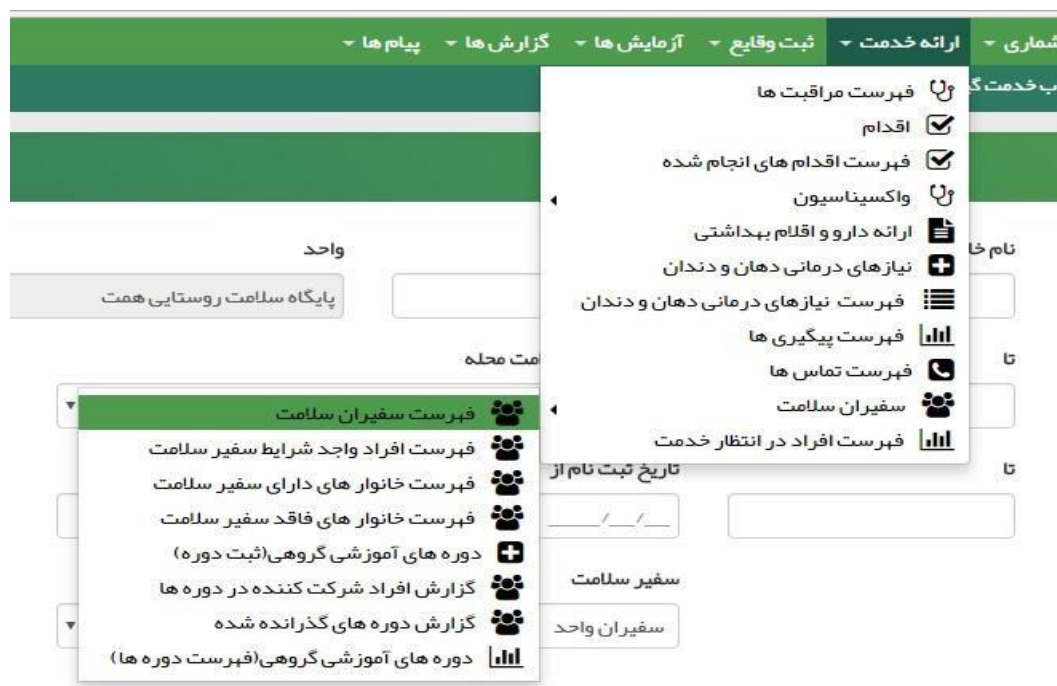 ارائه خدمت
ثبت وقایع
آزمایش ها
گزارش ها
پیام ها
فهرست مراقبت ها
اقدام
فهرست اقدام های انجام شده
واکسیناسیون
ارائه دارو و اقلام بهداشتی
نیازهای درمانی دهان و دندان
فهرست نیازهای درمانی دهان و دندان
فهرست پیگیری ها
فهرست تماس ها
سفیران سلامت
فهرست افراد در انتظار خدمت
نام
واحد
پایگاه سلامت روستایی همت
تا
محله
فهرست سفیران سلامت
فهرست افراد واجد شرایط سفیر سلامت
فهرست خانوار های دارای سفیر سلامت
فهرست خانوار های فاقد سفیر سلامت
دوره های آموزشی گروهی(ثبت دوره)
گزارش افراد شرکت کننده در دوره ها
گزارش دوره های گذرانده شده
دوره های آموزشی گروهی(فهرست دوره ها)
تا
تاریخ ثبت نام از
__/__/____
سفیر سلامت
سفیران واحد